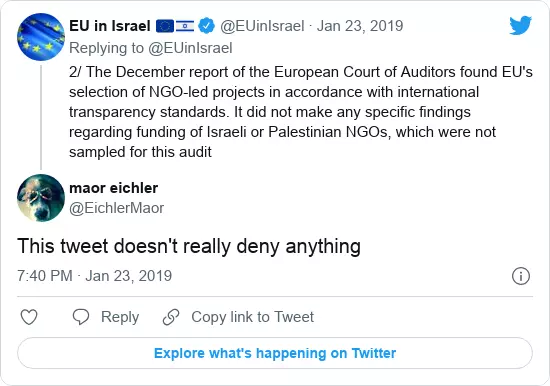 EU in Israel 🇪🇺🇮🇱 @EUinIsrael · Jan 23, 2019
Replying to @EUinIsrael
2/ The December report of the European Court of Auditors found EU's
selection of NGO-led projects in accordance with international
transparency standards. It did not make any specific findings
regarding funding of Israeli or Palestinian NGOs, which were not
sampled for this audit
maor eichler
@EichlerMaor
This tweet doesn't really deny anything
7:40 PM · Jan 23, 2019
Reply
Copy link to Tweet
Explore what's happening on Twitter